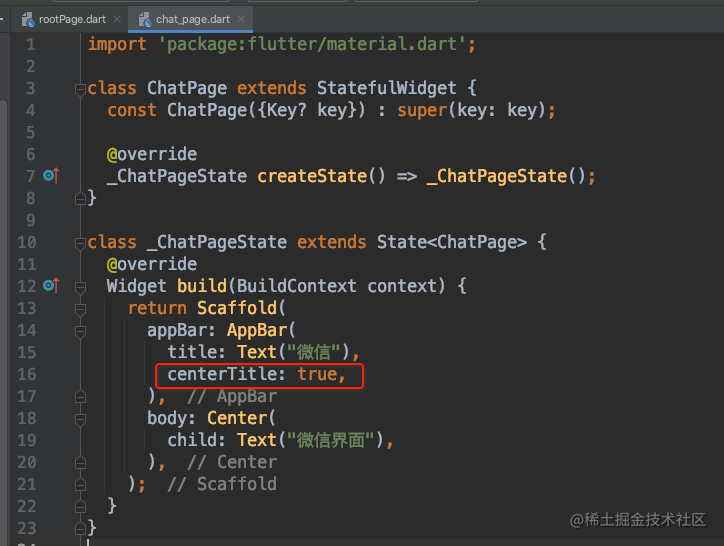 rootPage.dart
chat_page.dart
1 import 'package:flutter/material.dart';
2
3 class ChatPage extends StatefulWidget {
4   const ChatPage({Key? key}) : super(key: key);
5
6   @override
7   _ChatPageState createState() => _ChatPageState();
8 }
9
10 class _ChatPageState extends State<ChatPage> {
11   @override
12   Widget build(BuildContext context) {
13     return Scaffold(
14       appBar: AppBar(
15         title: Text("微信"),
16         centerTitle: true,
17       ),  // AppBar
18       body: Center(
19         child: Text("微信界面"),
20       ),  // Center
21     );  // Scaffold
22   }
23 }
@稀土掘金技术社区